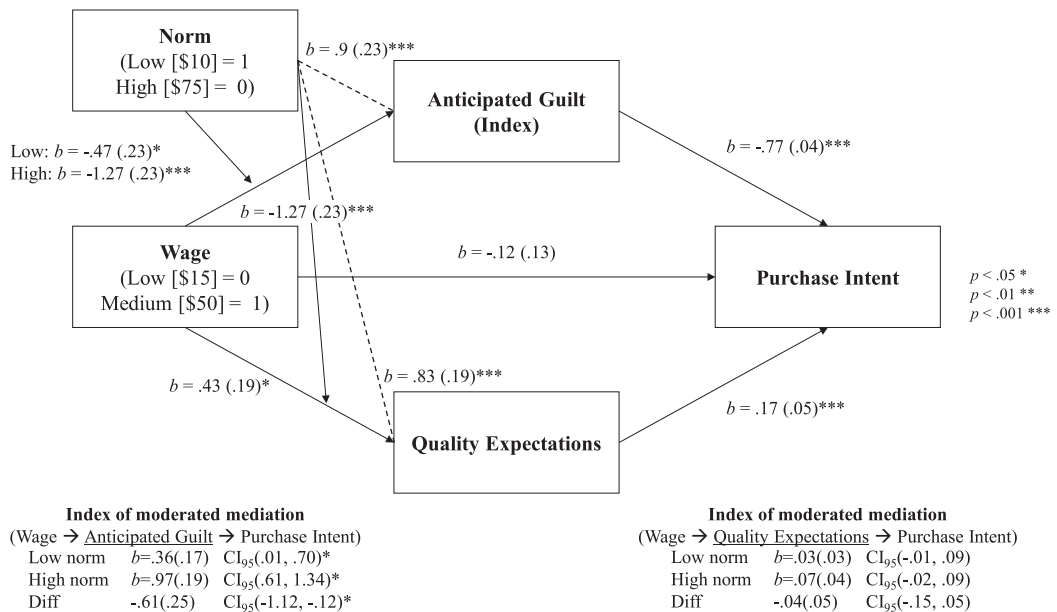 Norm
(Low [$10] = 1
High [$75] = 0)
b = .9 (.23)***
Anticipated Guilt
(Index)
Low: b = -.47 (.23)*
High: b = -1.27 (.23)***
b = -.77 (.04)***
b = -1.27 (.23)***
Wage
(Low [$15] = 0
Medium [$50] = 1)
b = -.12 (.13)
Purchase Intent
p < .05 *
p < .01 **
p < .001 ***
b = .43 (.19)*
b = .83 (.19)***
b = .17 (.05)***
Quality Expectations
Index of moderated mediation
(Wage → Anticipated Guilt → Purchase Intent)
Low norm b=.36(.17) CI95(.01, .70)*
High norm b=.97(.19) CI95(.61, 1.34)*
Diff -.61(.25) CI95(-1.12, -.12)*
Index of moderated mediation
(Wage → Quality Expectations → Purchase Intent)
Low norm b=.03(.03) CI95(-.01, .09)
High norm b=.07(.04) CI95(-.02, .09)
Diff -.04(.05) CI95(-.15, .05)